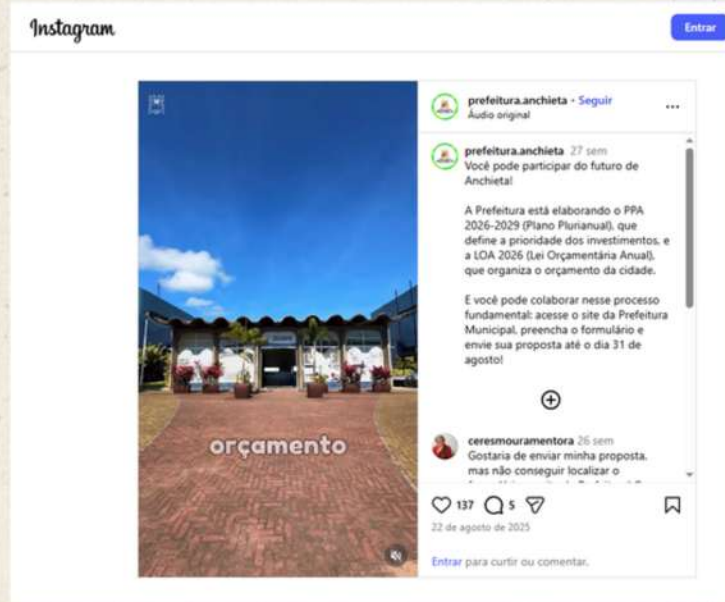 Instagram
Entrar
prefeitura.anchieta • Seguir
Áudio original
prefeitura.anchieta 27 sem
Você pode participar do futuro de
Anchieta!
A Prefeitura está elaborando o PPA
2026-2029 (Plano Plurianual), que
define a prioridade dos investimentos, e
a LOA 2026 (Lei Orçamentária Anual),
que organiza o orçamento da cidade.
E você pode colaborar nesse processo
fundamental: acesse o site da Prefeitura
Municipal, preencha o formulário e
envie sua proposta até o dia 31 de
agosto!
orçamento
ceresmouramentora 26 sem
Gostaria de enviar minha proposta,
mas não conseguir localizar o
137 5
22 de agosto de 2025
Entrar para curtir ou comentar.